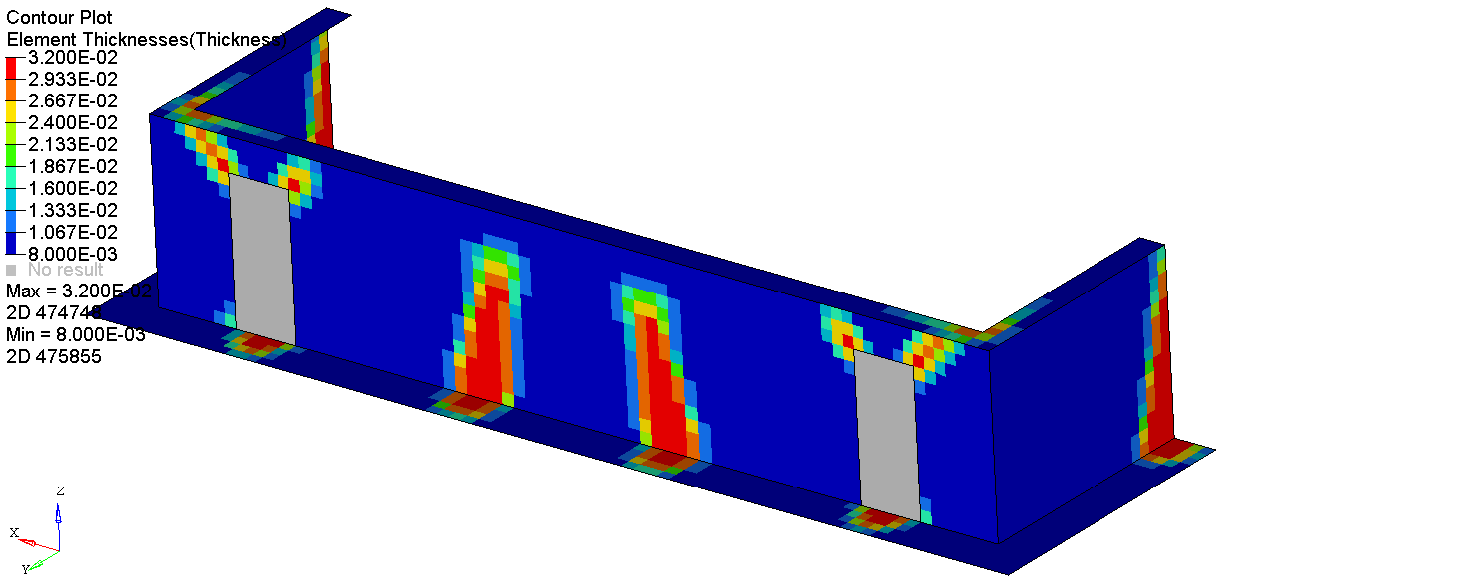 Contour Plot
Element Thicknesses(Thickness)
3.200E-02
2.933E-02
2.667E-02
2.400E-02
2.133E-02
1.867E-02
1.600E-02
1.333E-02
1.067E-02
8.000E-03
No result
Max = 3.200E-02
2D 474748
Min = 8.000E-03
2D 475855
Z
X
Y